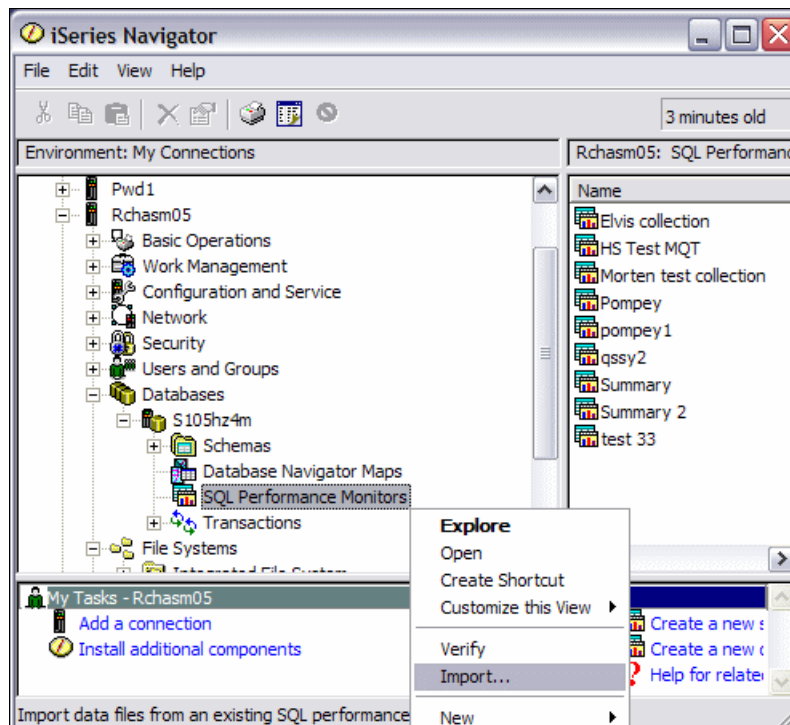 iSeries Navigator
File Edit View Help
3 minutes old
Environment: My Connections
Rchasm05: SQL Performanc
Pwd1
Rchasm05
Basic Operations
Work Management
Configuration and Service
Network
Security
Users and Groups
Databases
S105hz4m
Schemas
Database Navigator Maps
SQL Performance Monitors
Transactions
File Systems
Integrated File System
Name
Elvis collection
HS Test MQT
Morten test collection
Pompey
pompey1
qssy2
Summary
Summary 2
test 33
Explore
Open
Create Shortcut
Customize this View
Verify
Import...
New
My Tasks - Rchasm05
Add a connection
Install additional components
Create a new s
Create a new c
Help for relate
Import data files from an existing SQL performance